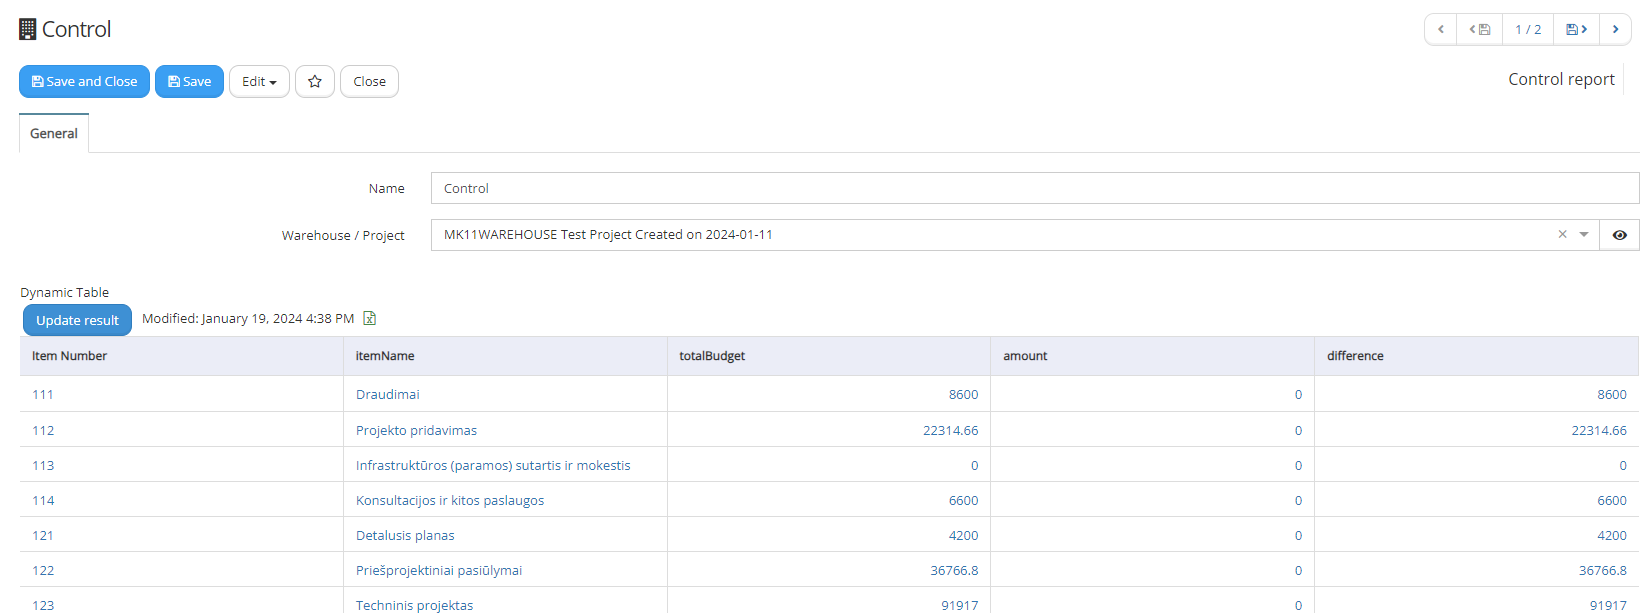 Control
1 / 2
Save and Close Save Edit Close
Control report
General
Name Control
Warehouse / Project MK11WAREHOUSE Test Project Created on 2024-01-11
Dynamic Table
Update result Modified: January 19, 2024 4:38 PM
Item Number itemName totalBudget amount difference
111 Draudimai 8600 0 8600
112 Projekto pridavimas 22314.66 0 22314.66
113 Infrastruktūros (paramos) sutartis ir mokestis 0 0 0
114 Konsultacijos ir kitos paslaugos 6600 0 6600
121 Detalusis planas 4200 0 4200
122 Priešprojektiniai pasiūlymai 36766.8 0 36766.8
123 Techninis projektas 91917 0 91917